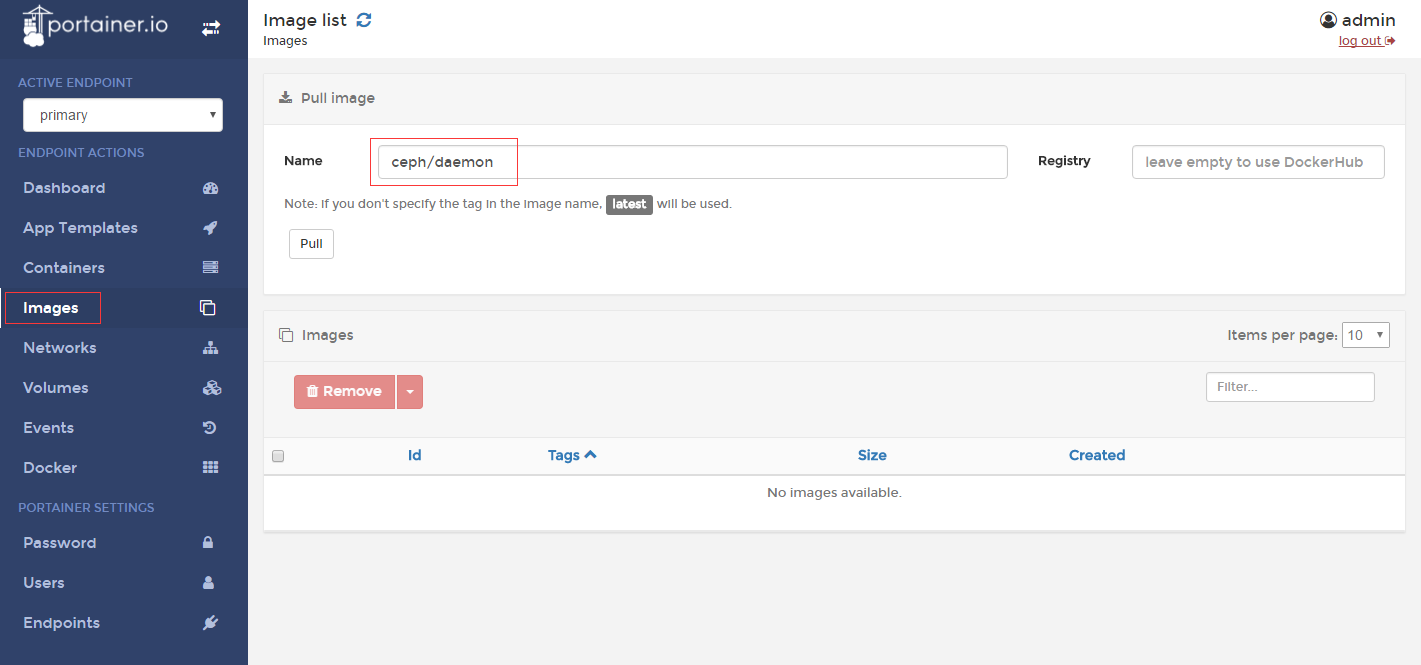 portainer.io
ACTIVE ENDPOINT
primary
ENDPOINT ACTIONS
Dashboard
App Templates
Containers
Images
Networks
Volumes
Events
Docker
PORTAINER SETTINGS
Password
Users
Endpoints
Image list
Images
admin
log out
Pull image
Name
ceph/daemon
Registry
leave empty to use DockerHub
Note: if you don't specify the tag in the image name, latest will be used.
Pull
Images
Items per page: 10
Remove
Filter...
Id Tags Size Created
No images available.